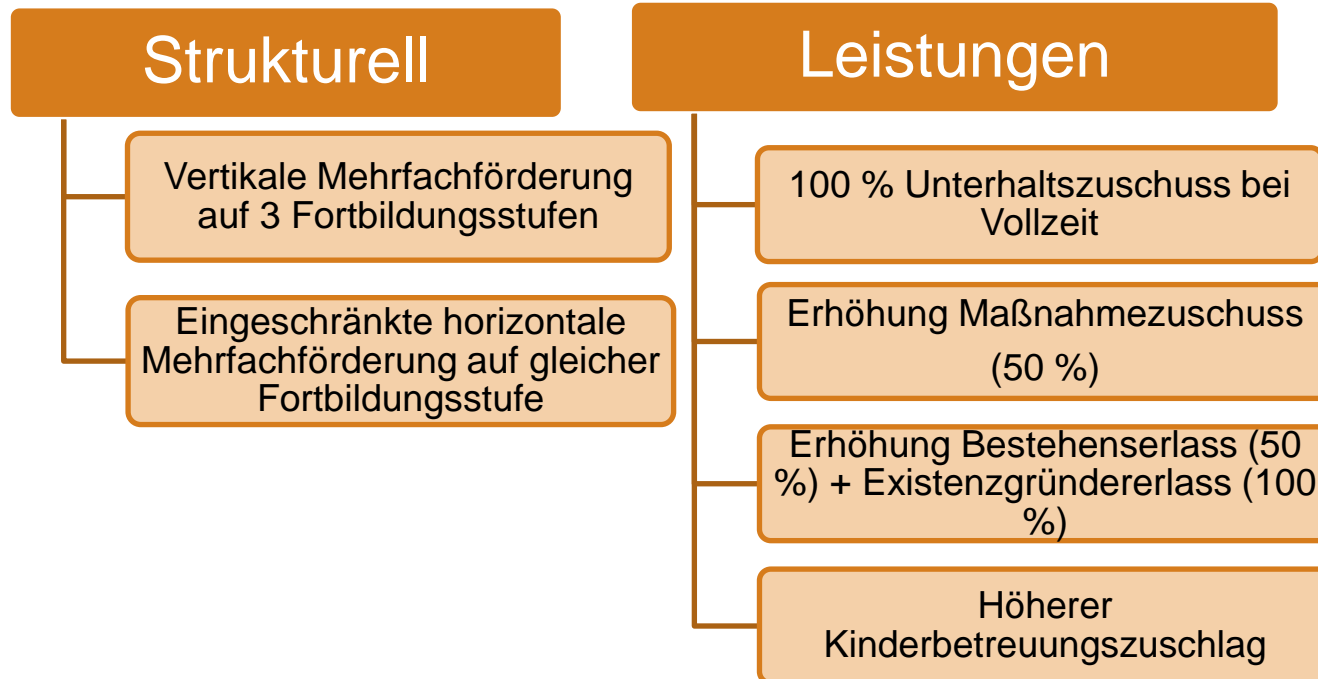 Strukturell
Vertikale Mehrfachförderung
auf 3 Fortbildungsstufen
Eingeschränkte horizontale
Mehrfachförderung auf gleicher
Fortbildungsstufe
Leistungen
100 % Unterhaltszuschuss bei
Vollzeit
Erhöhung Maßnahmezuschuss
(50 %)
Erhöhung Bestehenserlass (50
%) + Existenzgründererlass (100
%)
Höherer
Kinderbetreuungszuschlag